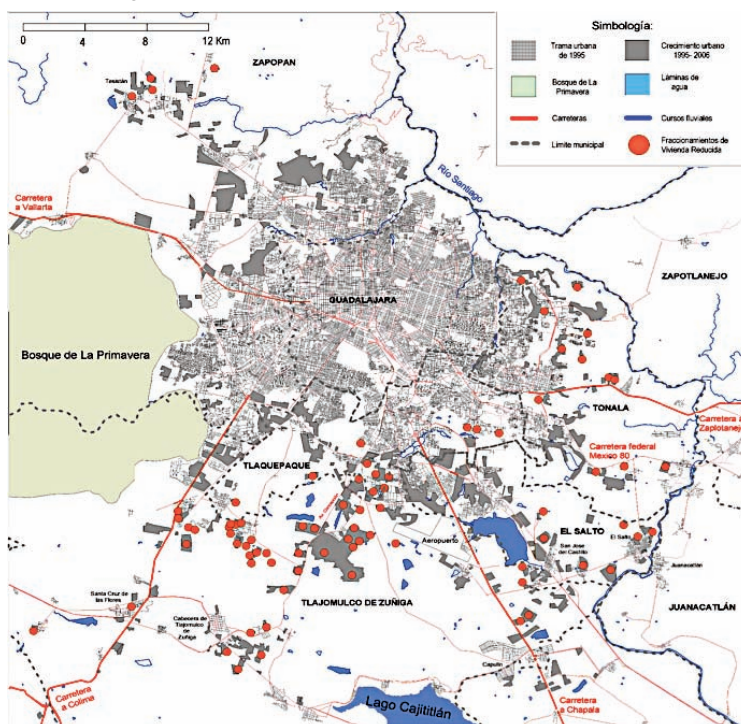 0 4 8 12 Km
Simbología:
Trama urbana
de 1995
Crecimiento urbano
1995- 2006
Bosque de La
Primavera
Láminas de
agua
Carreteras
Cursos fluviales
Limite municipal
Fraccionamientos de
Vivienda Reducida
ZAPOPAN
Tesistán
Río Santiago
Carretera
a Vallarta
ZAPOTLANEJO
GUADALAJARA
Bosque de La Primavera
TONALA
Carretera a
Zapotlanejo
Carretera federal
Mexico 80
TLAQUEPAQUE
EL SALTO
Aeropuerto
San Jose
del Castillo
El Salto
Juanacatlán
Santa Cruz de
las Flores
TLAJOMULCO DE ZUÑIGA
JUANACATLÁN
Cabecera de
Tlajomulco
de
Zuñiga
Capulín
Carretera
a Colima
Lago Cajititlán
Carretera
a Chapala